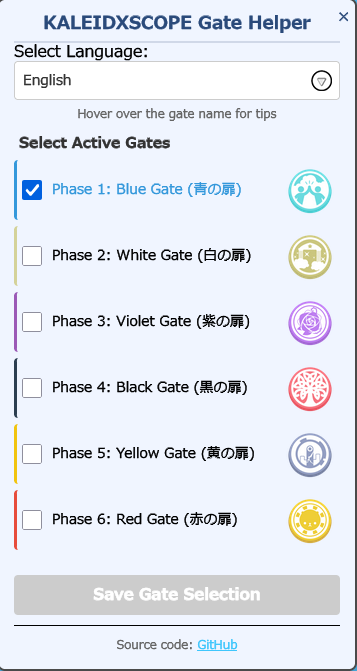 KALEIDXSCOPE Gate Helper
×
Select Language:
English
Hover over the gate name for tips
Select Active Gates
Phase 1: Blue Gate (青の扉)
Phase 2: White Gate (白の扉)
Phase 3: Violet Gate (紫の扉)
Phase 4: Black Gate (黒の扉)
Phase 5: Yellow Gate (黄の扉)
Phase 6: Red Gate (赤の扉)
Save Gate Selection
Source code: GitHub